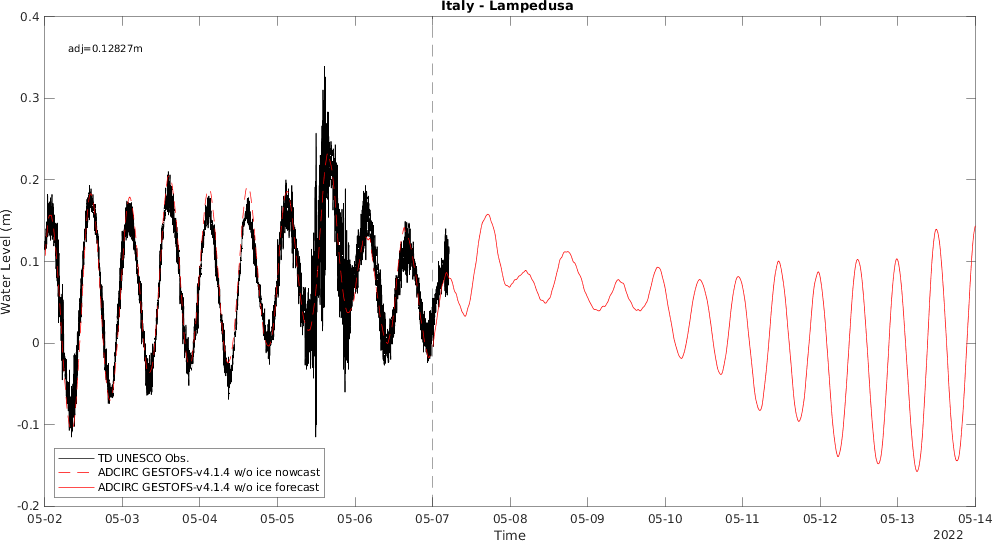 Italy - Lampedusa
adj=0.12827m
0.4
0.3
0.2
0.1
0
-0.1
-0.2
Water Level (m)
TD UNESCO Obs.
ADCIRC GESTOFS-v4.1.4 w/o ice nowcast
ADCIRC GESTOFS-v4.1.4 w/o ice forecast
05-02 05-03 05-04 05-05 05-06 05-07 05-08 05-09 05-10 05-11 05-12 05-13 05-14
Time
2022